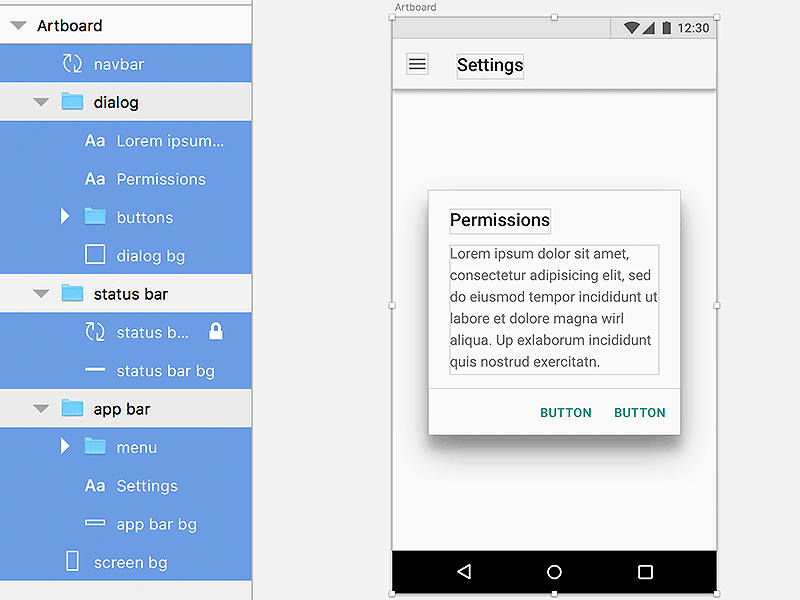 Artboard
navbar
dialog
Aa Lorem ipsum...
Aa Permissions
buttons
dialog bg
status bar
status b...
status bar bg
app bar
menu
Aa Settings
app bar bg
screen bg
Artboard
12:30
Settings
Permissions
Lorem ipsum dolor sit amet,
consectetur adipisicing elit, sed
do eiusmod tempor incididunt ut
labore et dolore magna wirl
aliqua. Up exlaborum incididunt
quis nostrud exercitatn.
BUTTON BUTTON